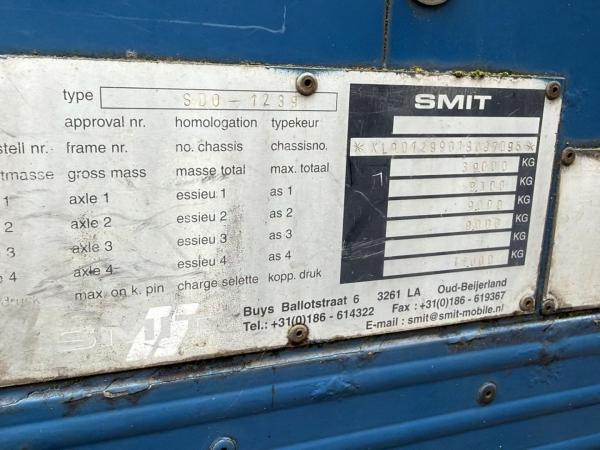 type SDO-1239 SMIT
approval nr. homologation typekeur
stell nr. frame nr. no. chassis chassisno.
tmasse gross mass masse total max. totaal 39000 KG
1 axle 1 essieu 1 as 1 KG
2 axle 2 essieu 2 as 2 9000 KG
3 axle 3 essieu 3 as 3 9000 KG
4 axle 4 essieu 4 as 4 KG
druck max. on k. pin charge selette kopp. druk KG
Buys Ballotstraat 6 3261 LA Oud-Beijerland
Tel.: +31(0)186 - 614322 Fax : +31(0)186 - 619367
E-mail : smit@smit-mobile.nl